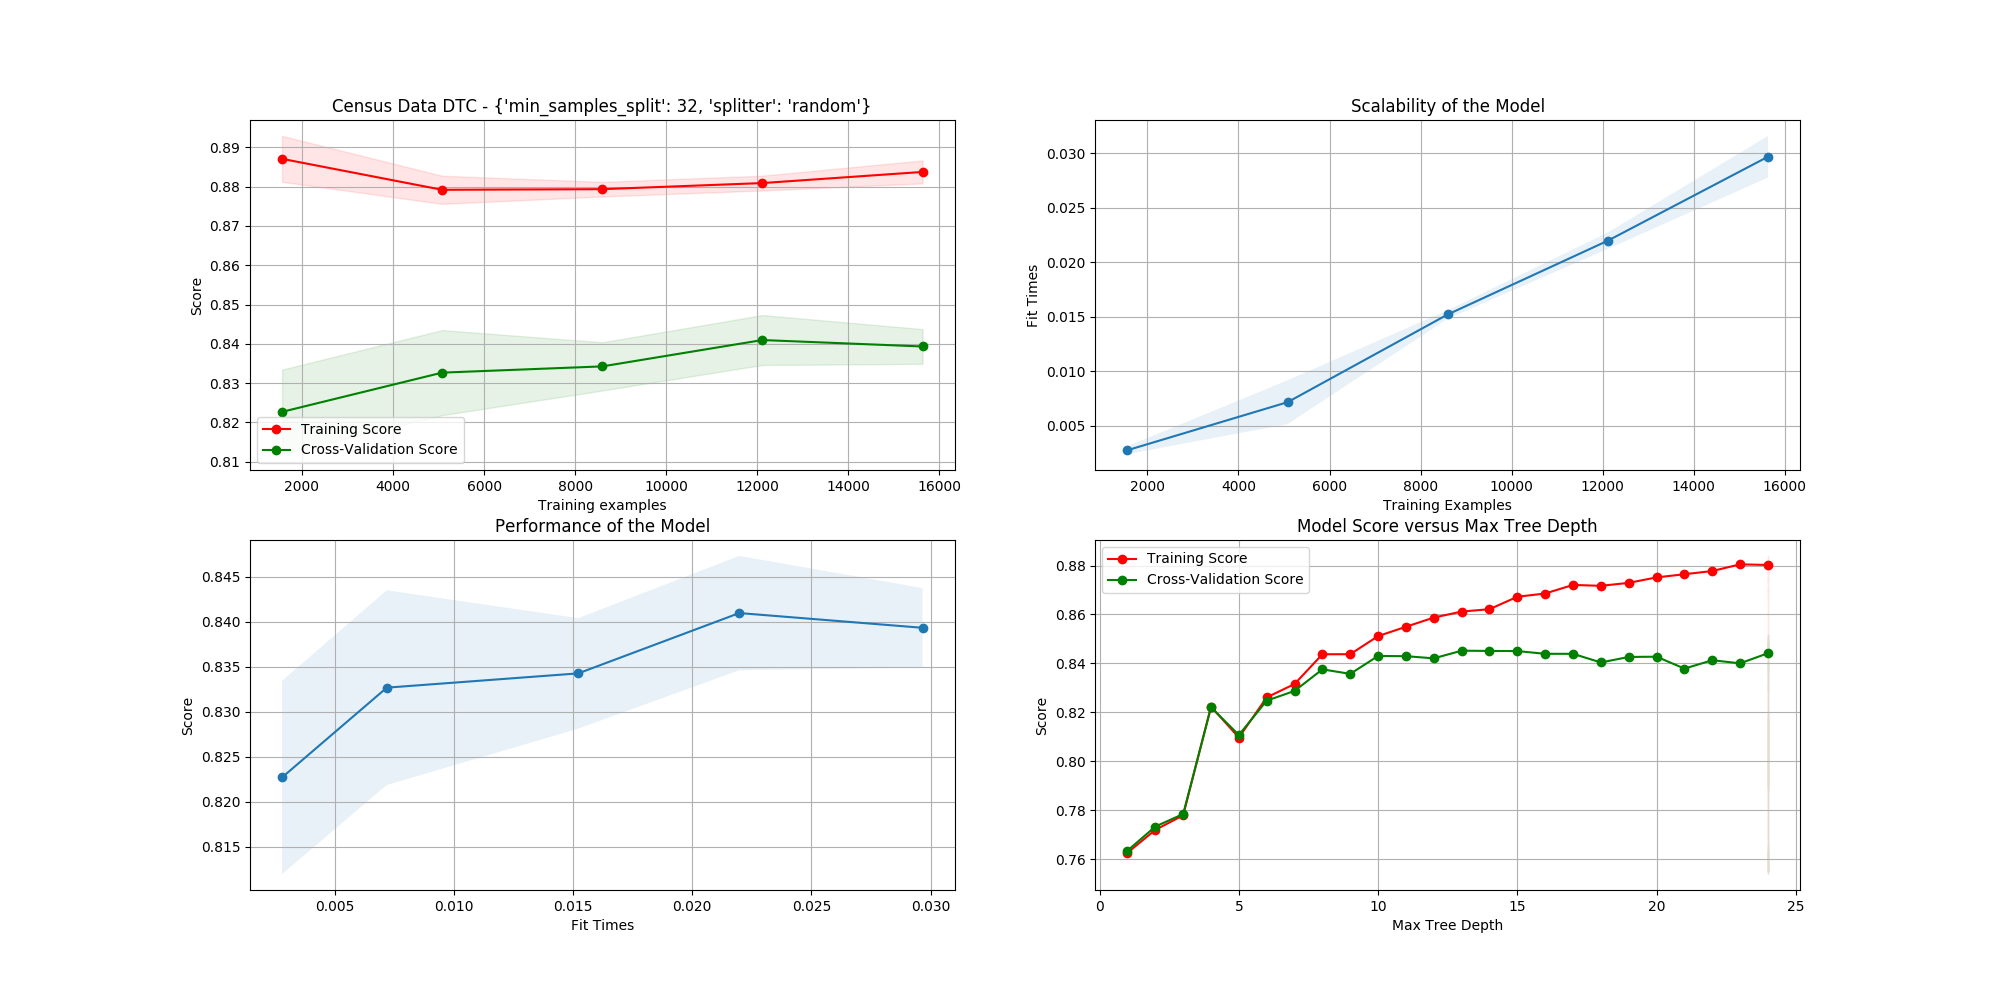 Census Data DTC - {'min_samples_split': 32, 'splitter': 'random'}
0.89
0.88
0.87
0.86
0.85
0.84
0.83
0.82
0.81
Score
Training Score
Cross-Validation Score
2000 4000 6000 8000 10000 12000 14000 16000
Training examples
Scalability of the Model
0.030
0.025
0.020
0.015
0.010
0.005
Fit Times
2000 4000 6000 8000 10000 12000 14000 16000
Training Examples
Performance of the Model
0.845
0.840
0.835
0.830
0.825
0.820
0.815
Score
0.005 0.010 0.015 0.020 0.025 0.030
Fit Times
Model Score versus Max Tree Depth
Training Score
Cross-Validation Score
0.88
0.86
0.84
0.82
0.80
0.78
0.76
Score
0 5 10 15 20 25
Max Tree Depth